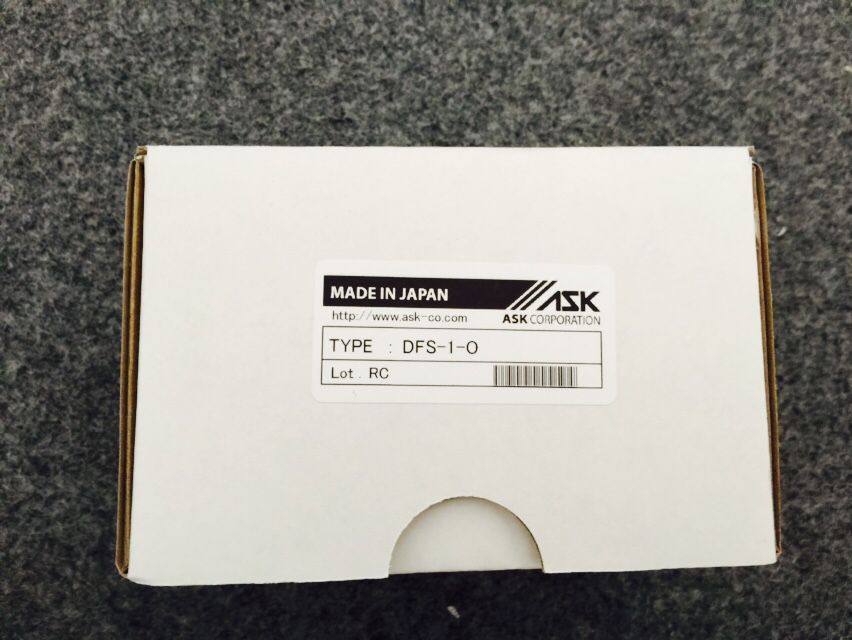 MADE IN JAPAN
ASK
http://www.ask-co.com
ASK CORPORATION
TYPE : DFS-1-O
Lot . RC